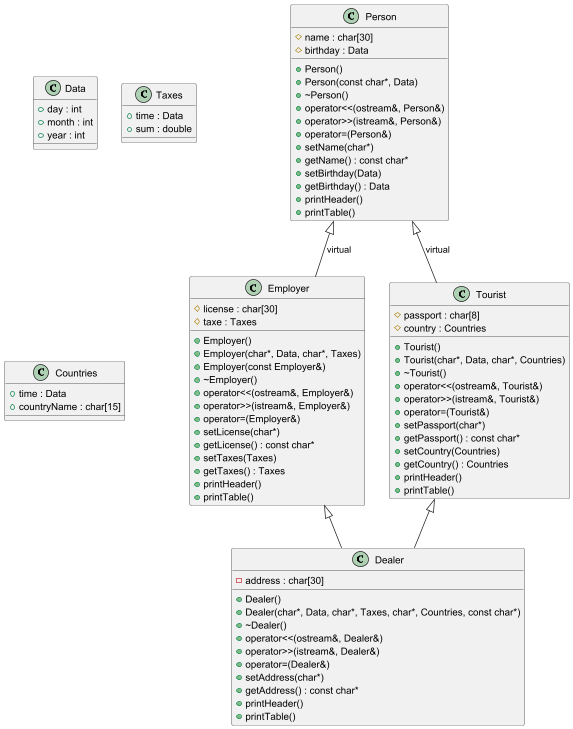 C Person
name : char[30]
birthday : Data
Person()
Person(const char*, Data)
~Person()
operator<<(ostream&, Person&)
operator>>(istream&, Person&)
operator=(Person&)
setName(char*)
getName() : const char*
setBirthday(Data)
getBirthday() : Data
printHeader()
printTable()
C Data
day : int
month : int
year : int
C Taxes
time : Data
sum : double
virtual
virtual
C Employer
license : char[30]
taxe : Taxes
Employer()
Employer(char*, Data, char*, Taxes)
Employer(const Employer&)
~Employer()
operator<<(ostream&, Employer&)
operator>>(istream&, Employer&)
operator=(Employer&)
setLicense(char*)
getLicense() : const char*
setTaxes(Taxes)
getTaxes() : Taxes
printHeader()
printTable()
C Tourist
passport : char[8]
country : Countries
Tourist()
Tourist(char*, Data, char*, Countries)
~Tourist()
operator<<(ostream&, Tourist&)
operator>>(istream&, Tourist&)
operator=(Tourist&)
setPassport(char*)
getPassport() : const char*
setCountry(Countries)
getCountry() : Countries
printHeader()
printTable()
C Countries
time : Data
countryName : char[15]
C Dealer
address : char[30]
Dealer()
Dealer(char*, Data, char*, Taxes, char*, Countries, const char*)
~Dealer()
operator<<(ostream&, Dealer&)
operator>>(istream&, Dealer&)
operator=(Dealer&)
setAddress(char*)
getAddress() : const char*
printHeader()
printTable()